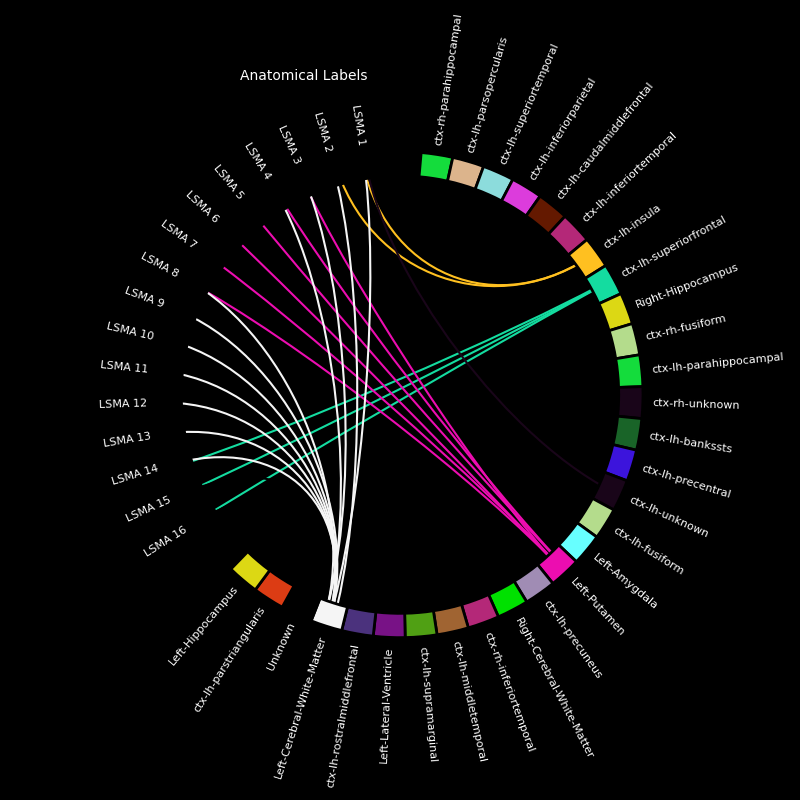 Anatomical Labels
LSMA 1
LSMA 2
LSMA 3
LSMA 4
LSMA 5
LSMA 6
LSMA 7
LSMA 8
LSMA 9
LSMA 10
LSMA 11
LSMA 12
LSMA 13
LSMA 14
LSMA 15
LSMA 16
ctx-rh-parahippocampal
ctx-lh-parsopercularis
ctx-lh-superiortemporal
ctx-lh-inferiorparietal
ctx-lh-caudalmiddlefrontal
ctx-lh-inferiortemporal
ctx-lh-insula
ctx-lh-superiorfrontal
Right-Hippocampus
ctx-rh-fusiform
ctx-lh-parahippocampal
ctx-rh-unknown
ctx-lh-bankssts
ctx-lh-precentral
ctx-lh-unknown
ctx-lh-fusiform
Left-Amygdala
Left-Putamen
ctx-lh-precuneus
Right-Cerebral-White-Matter
ctx-rh-inferiortemporal
ctx-lh-middletemporal
ctx-lh-supramarginal
Left-Lateral-Ventricle
ctx-lh-rostralmiddlefrontal
Left-Cerebral-White-Matter
Unknown
ctx-lh-parstriangularis
Left-Hippocampus